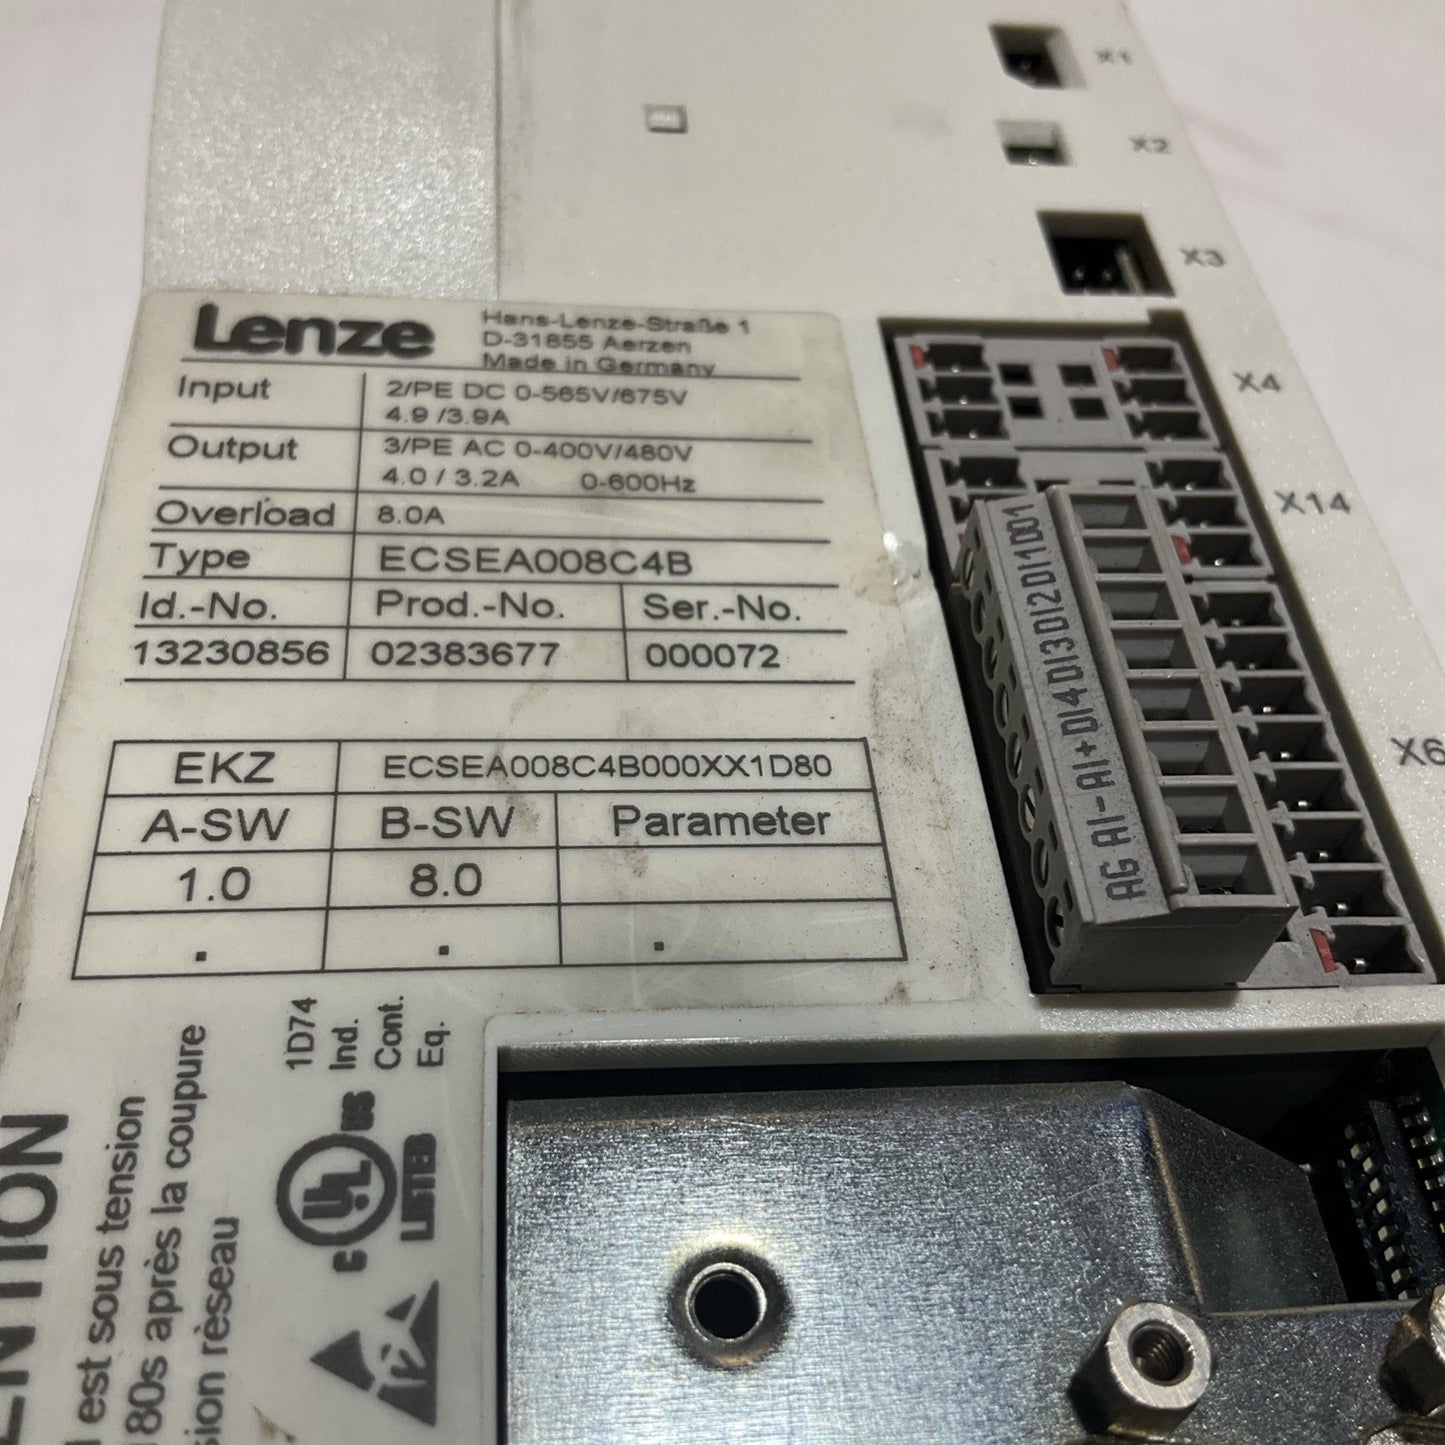 X1
X2
X3
X4
X14
X6
Lenze
Hans-Lenze-Straße 1
D-31855 Aerzen
Made in Germany
Input
2/PE DC 0-565V/675V
4.9 /3.9A
Output
3/PE AC 0-400V/480V
4.0 / 3.2A 0-600Hz
Overload 8.0A
Type ECSEA008C4B
Id.-No. Prod.-No. Ser.-No.
13230856 02383677 000072
EKZ ECSEA008C4B000XX1D80
A-SW B-SW Parameter
1.0 8.0
. . .
AG AI- AI+ DI4 DI3 DI2 DI1 DO1
1D74
Ind.
Cont.
Eq.
C UL US
LISTED
est sous tension
180s après la coupure
réseau